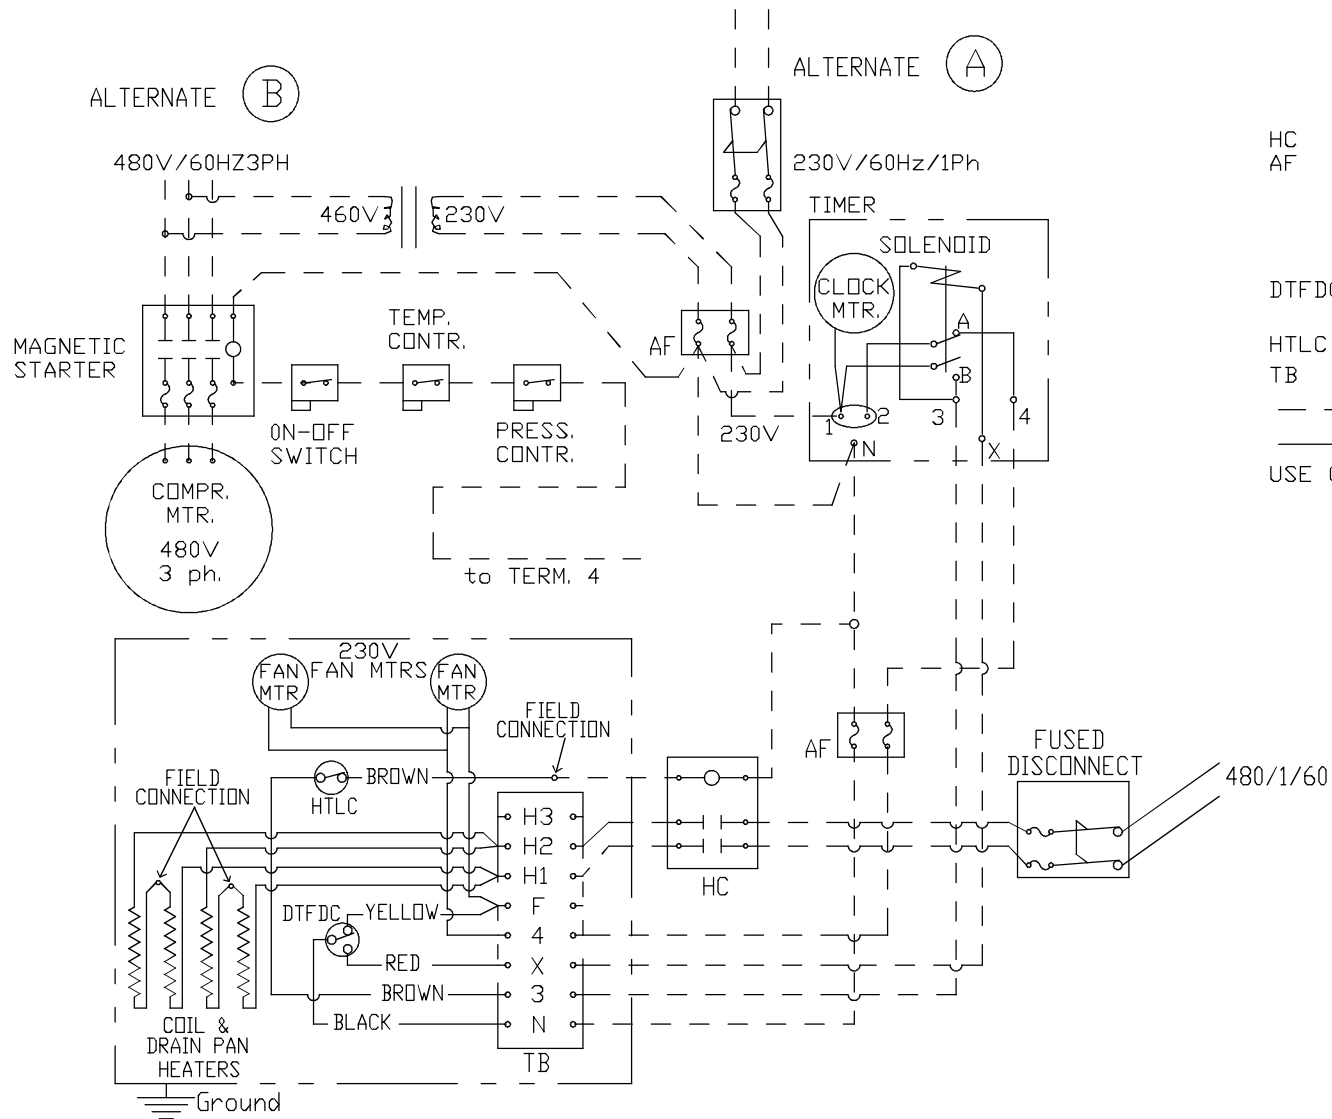 ALTERNATE B
ALTERNATE A
480V/60HZ3PH
HC
AF
230V/60Hz/1Ph
460V
230V
TIMER
SOLENOID
CLOCK
MTR.
DTFDC
TEMP.
CONTR.
A
MAGNETIC
STARTER
AF
HTLC
TB
B
1
2
3
4
ON-OFF
SWITCH
PRESS.
CONTR.
230V
N
X
USE
COMPR.
MTR.
480V
3 ph.
to TERM. 4
230V
FAN MTRS
FAN
MTR
FAN
MTR
FIELD
CONNECTION
AF
FUSED
DISCONNECT
480/1/60
FIELD
CONNECTION
BROWN
HTLC
H3
H2
H1
F
4
X
3
N
HC
DTFDC
YELLOW
RED
BROWN
BLACK
COIL &
DRAIN PAN
HEATERS
TB
Ground